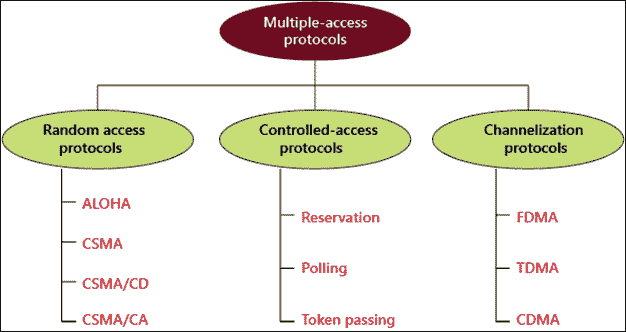 Multiple-access
protocols
Random access
protocols
Controlled-access
protocols
Channelization
protocols
ALOHA
CSMA
CSMA/CD
CSMA/CA
Reservation
Polling
Token passing
FDMA
TDMA
CDMA